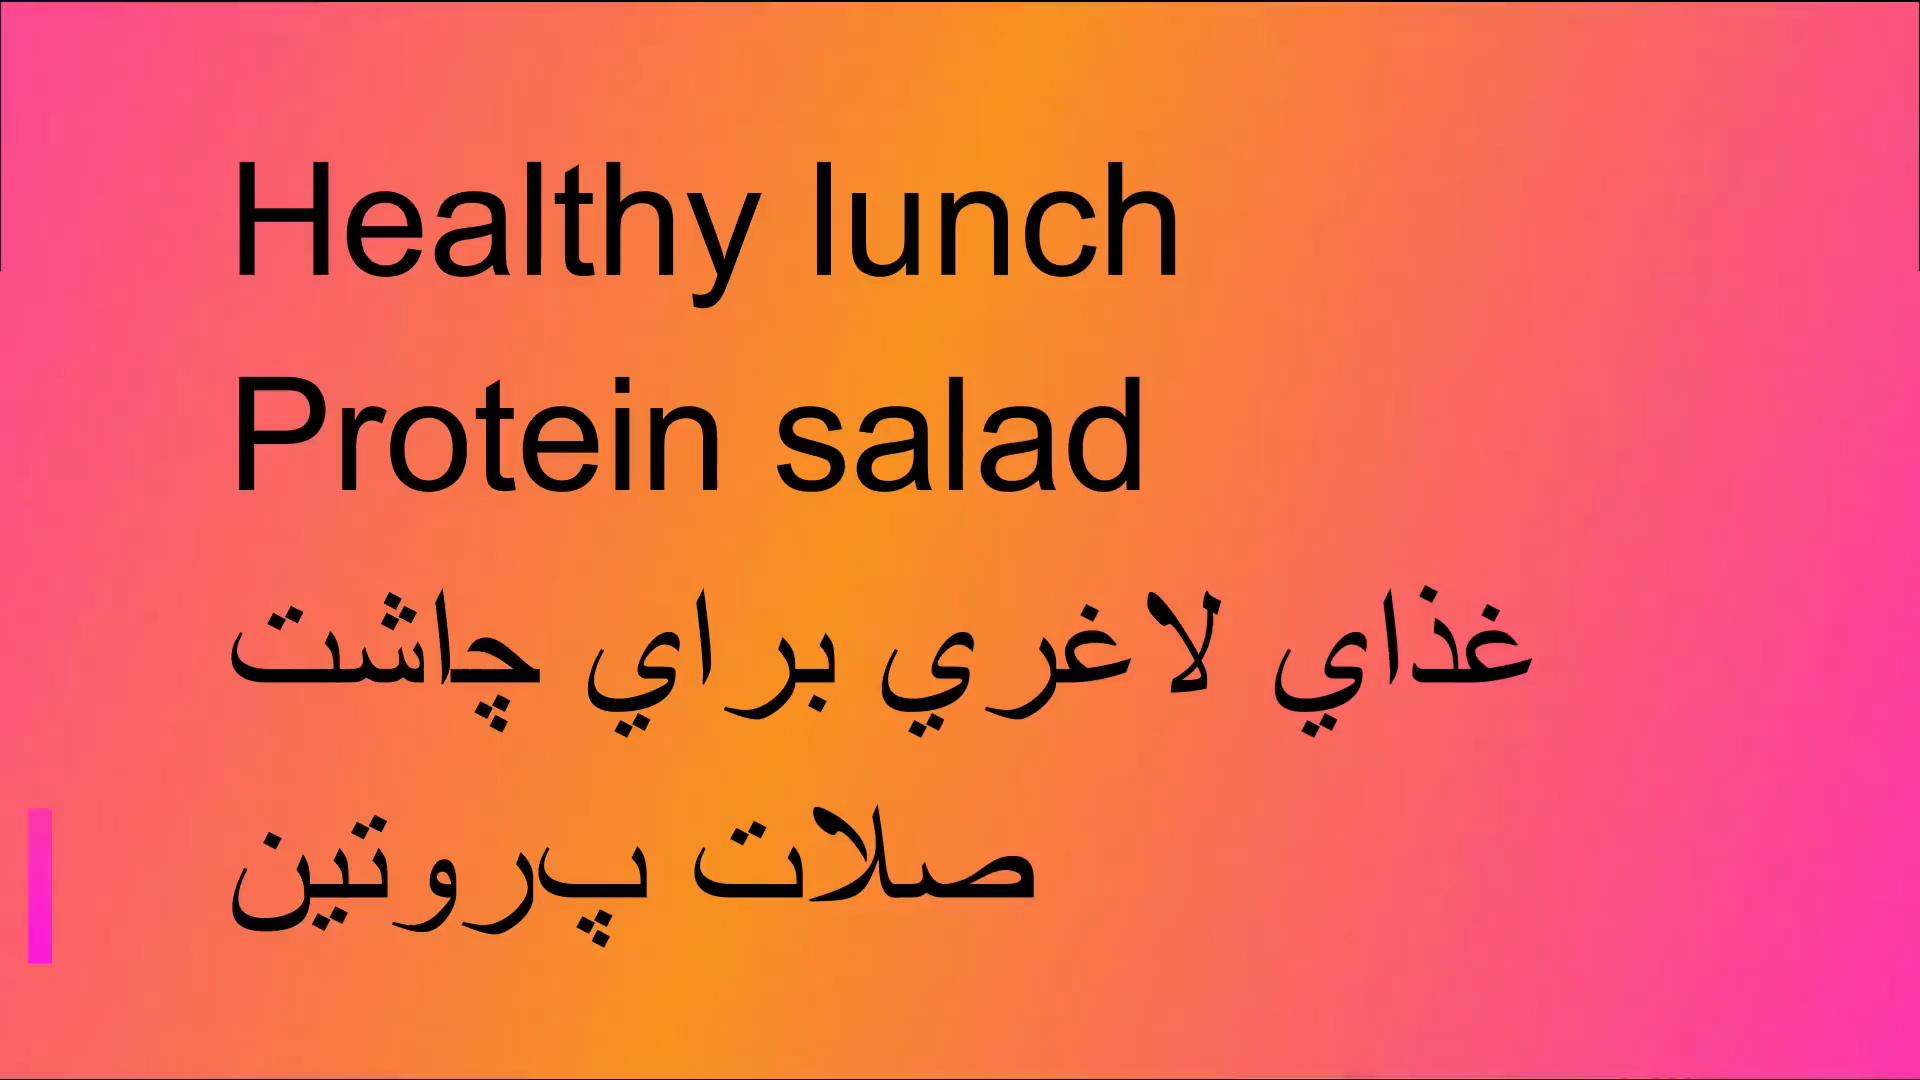 Healthy lunch
Protein salad
غذاي لاغري براي چاشت
صلات پروتين